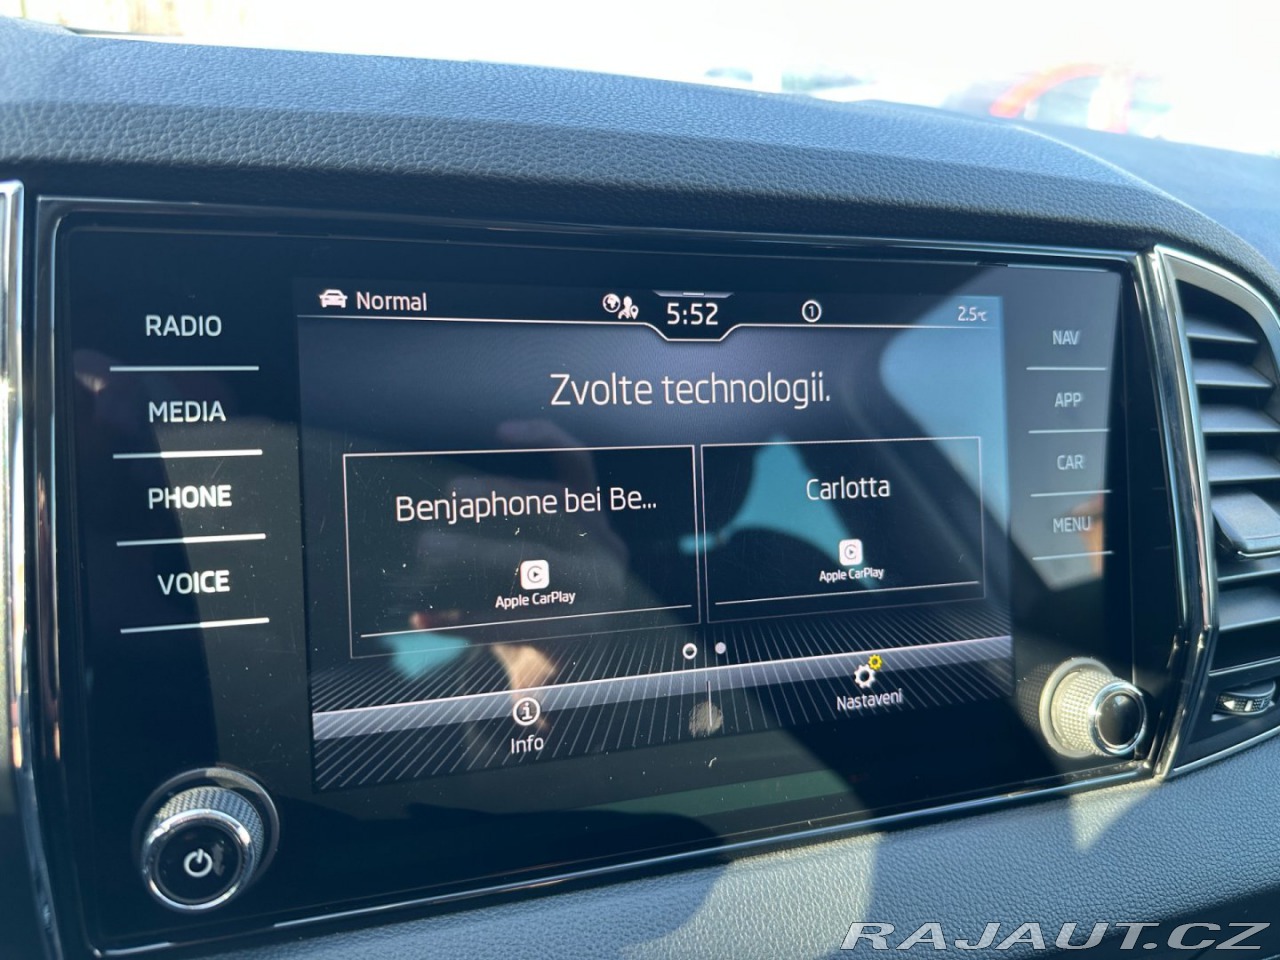 Normal
5:52
1
2.5°C
RADIO
MEDIA
PHONE
VOICE
NAV
APP
CAR
MENU
Zvolte technologii.
Benjaphone bei Be...
Apple CarPlay
Carlotta
Apple CarPlay
Info
Nastavení
RAJAUT.CZ